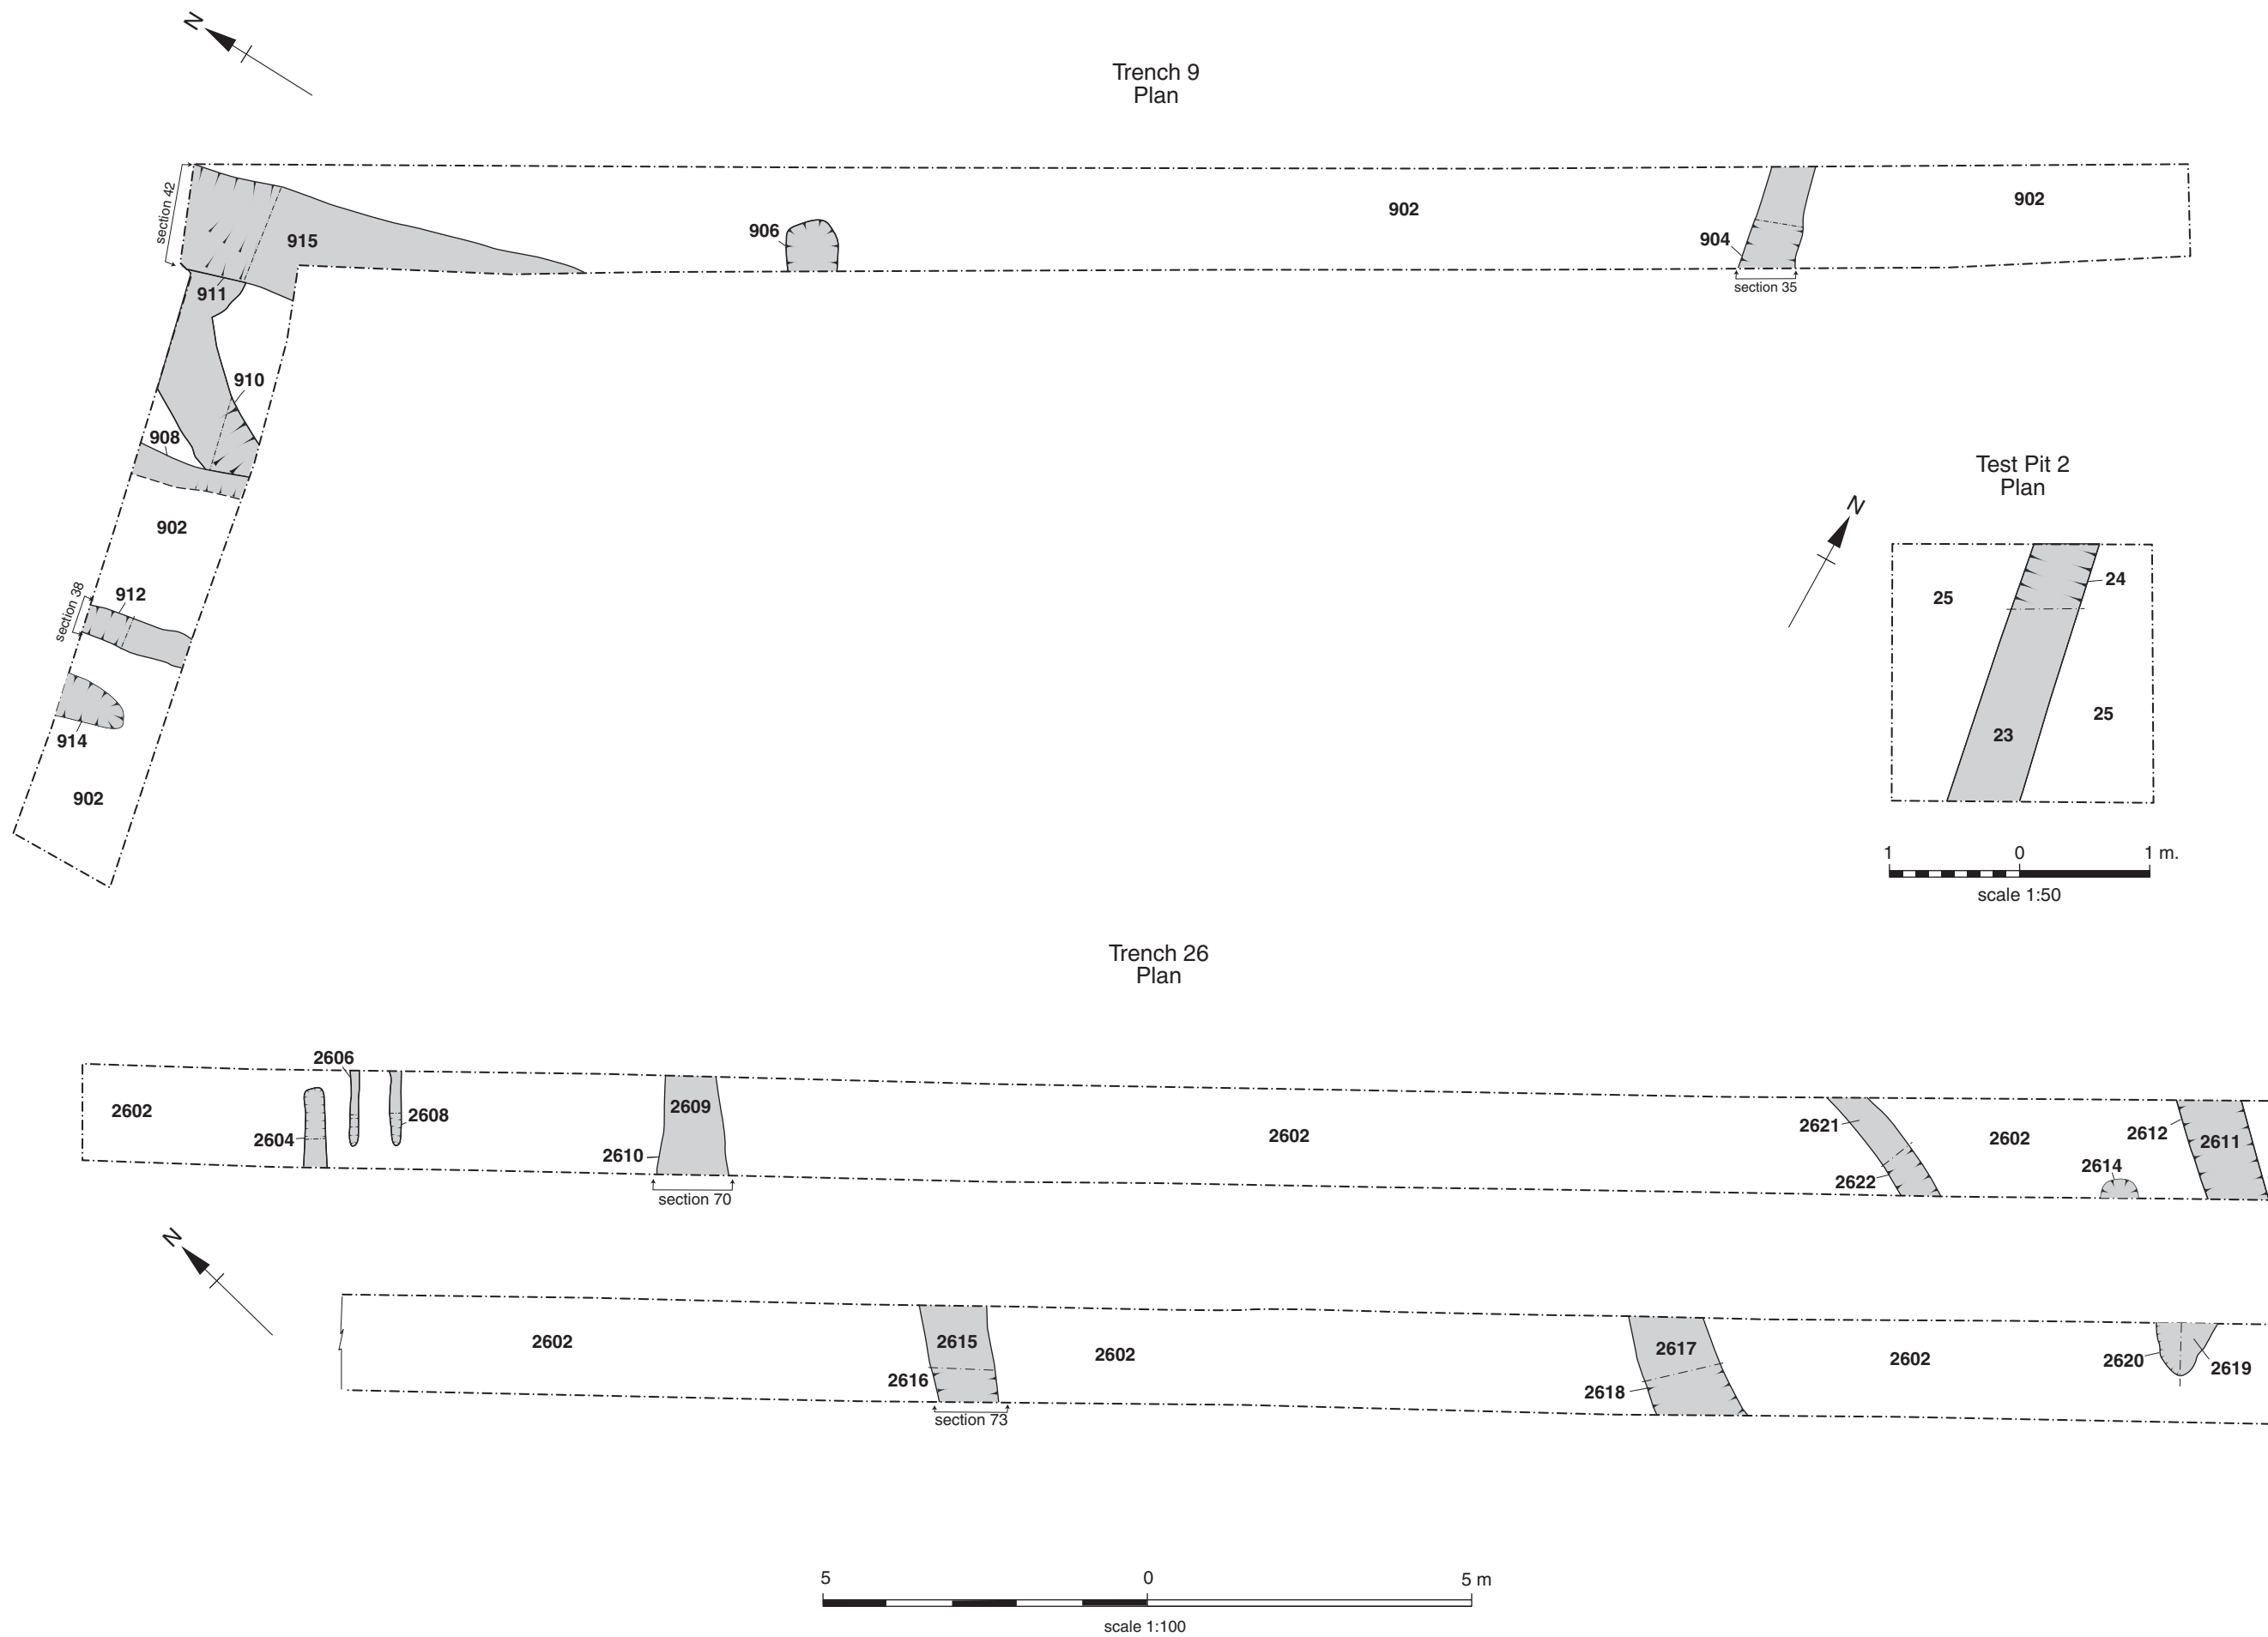 N
Trench 9
Plan
section 42
915
911
906
902
904
section 35
902
910
908
902
section 38
912
914
902
Test Pit 2
Plan
N
25
24
25
23
1 0 1 m.
scale 1:50
Trench 26
Plan
2602
2606
2604
2608
2609
2610
section 70
2602
2621
2622
2602
2614
2612
2611
N
2602
2615
2616
section 73
2602
2617
2618
2602
2620
2619
5 0 5 m
scale 1:100